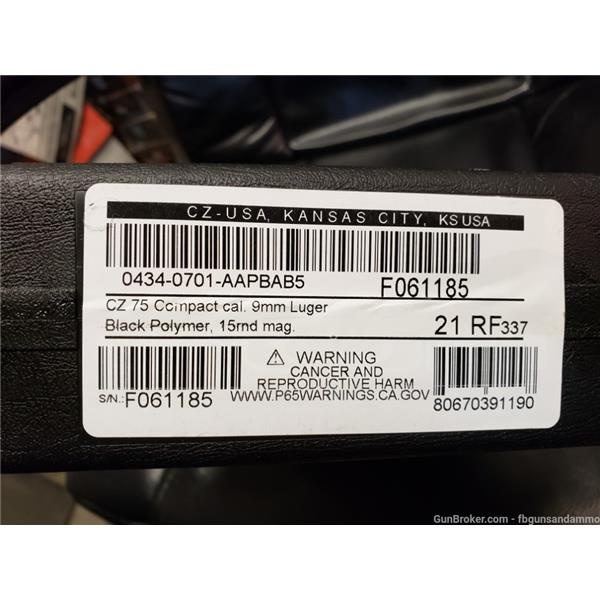 CZ-USA, KANSAS CITY, KS USA
0434-0701-AAPBAB5 F061185
CZ 75 Compact cal. 9mm Luger
Black Polymer, 15rnd mag. 21 RF337
⚠ WARNING
CANCER AND
REPRODUCTIVE HARM
WWW.P65WARNINGS.CA.GOV
S/N.: F061185
80670391190
GunBroker.com - fbgunsandammo